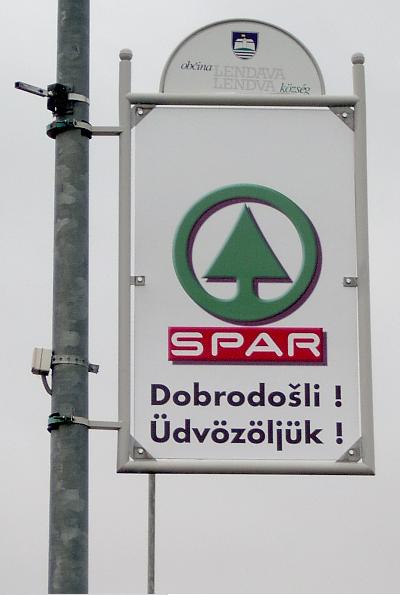 občina LENDAVA
LENDVA község
SPAR
Dobrodošli !
Üdvözöljük !